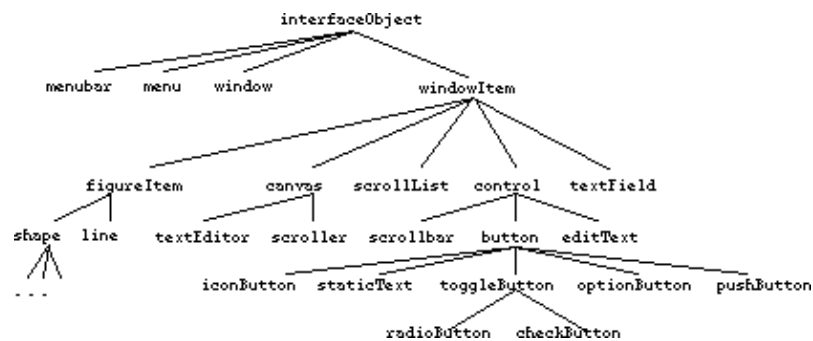 interfaceObject
menubar menu window windowItem
figureItem canvas scrollList control textField
shape line textEditor scroller scrollbar button editText
...
iconButton staticText toggleButton optionButton pushButton
radioButton checkButton